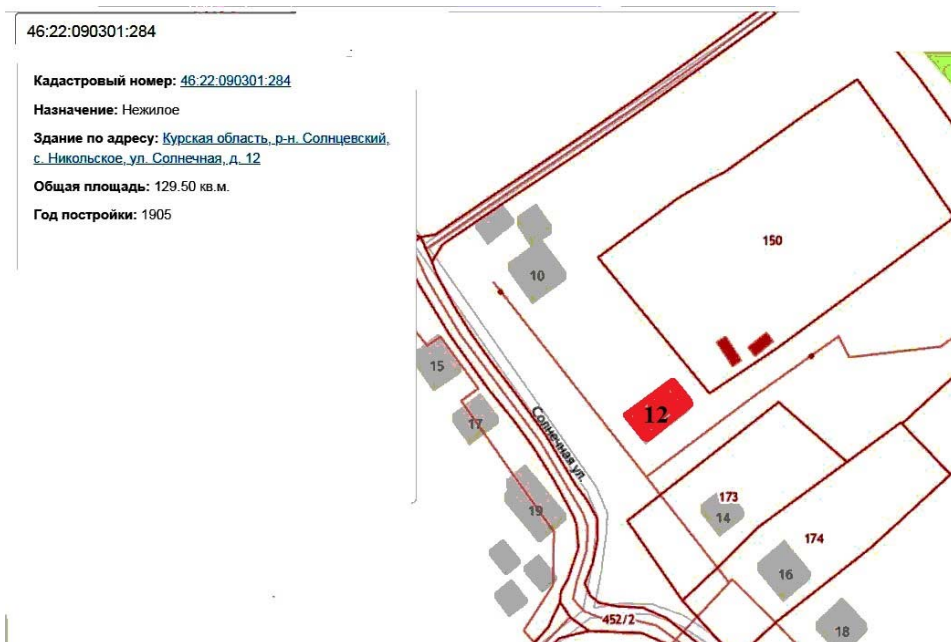 46:22:090301:284
Кадастровый номер: 46:22:090301:284
Назначение: Нежилое
Здание по адресу: Курская область, р-н. Солнцевский,
с. Никольское, ул. Солнечная, д. 12
Общая площадь: 129.50 кв.м.
Год постройки: 1905
150
10
15
12
17
Солнечная ул.
173
19
14
174
16
452/2
18